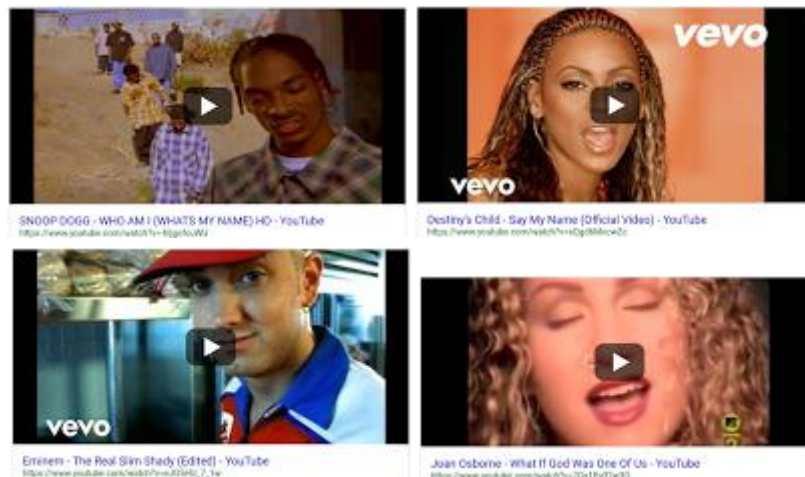 vevo
vevo
SNOOP DOGG - WHO AM I (WHATS MY NAME) HD - YouTube
Destiny's Child - Say My Name (Official Video) - YouTube
vevo
Eminem - The Real Slim Shady (Edited) - YouTube
Joan Osborne - What If God Was One Of Us - YouTube